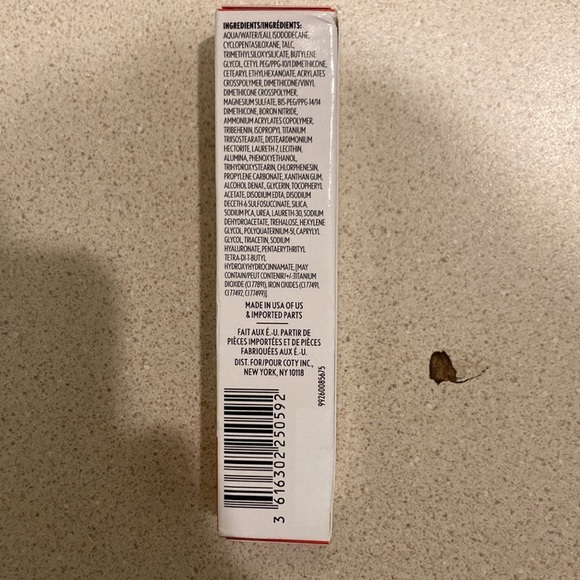 INGREDIENTS/INGRÉDIENTS:
AQUA/WATER/EAU, ISODODECANE,
CYCLOPENTASILOXANE, TALC,
TRIMETHYLSILOXYSILICATE, BUTYLENE
GLYCOL, CETYL PEG/PPG-10/1 DIMETHICONE,
CETEARYL ETHYLHEXANOATE, ACRYLATES
CROSSPOLYMER, DIMETHICONE/VINYL
DIMETHICONE CROSSPOLYMER,
MAGNESIUM SULFATE, BIS-PEG/PPG-14/14
DIMETHICONE, BORON NITRIDE,
AMMONIUM ACRYLATES COPOLYMER,
TRIBEHENIN, ISOPROPYL TITANIUM
TRIISOSTEARATE, DISTEARDIMONIUM
HECTORITE, LAURETH-7, LECITHIN,
ALUMINA, PHENOXYETHANOL,
TRIHYDROXYSTEARIN, CHLORPHENESIN,
PROPYLENE CARBONATE, XANTHAN GUM,
ALCOHOL DENAT., GLYCERIN, TOCOPHERYL
ACETATE, DISODIUM EDTA, DISODIUM
DECETH-6 SULFOSUCCINATE, SILICA,
SODIUM PCA, UREA, LAURETH-30, SODIUM
DEHYDROACETATE, TREHALOSE, HEXYLENE
GLYCOL, POLYQUATERNIUM-51, CAPRYLYL
GLYCOL, TRIACETIN, SODIUM
HYALURONATE, PENTAERYTHRITYL
TETRA-DI-T-BUTYL
HYDROXYHYDROCINNAMATE, [MAY
CONTAIN/PEUT CONTENIR/+/-:TITANIUM
DIOXIDE (CI 77891), IRON OXIDES (CI 77491,
CI 77492, CI 77499)].
MADE IN USA OF US
& IMPORTED PARTS
FAIT AUX É.-U. PARTIR DE
PIÈCES IMPORTÉES ET DE PIÈCES
FABRIQUÉES AUX É.-U.
DIST. FOR/POUR COTY INC.,
NEW YORK, NY 10118
99260085675
3 616302 250592